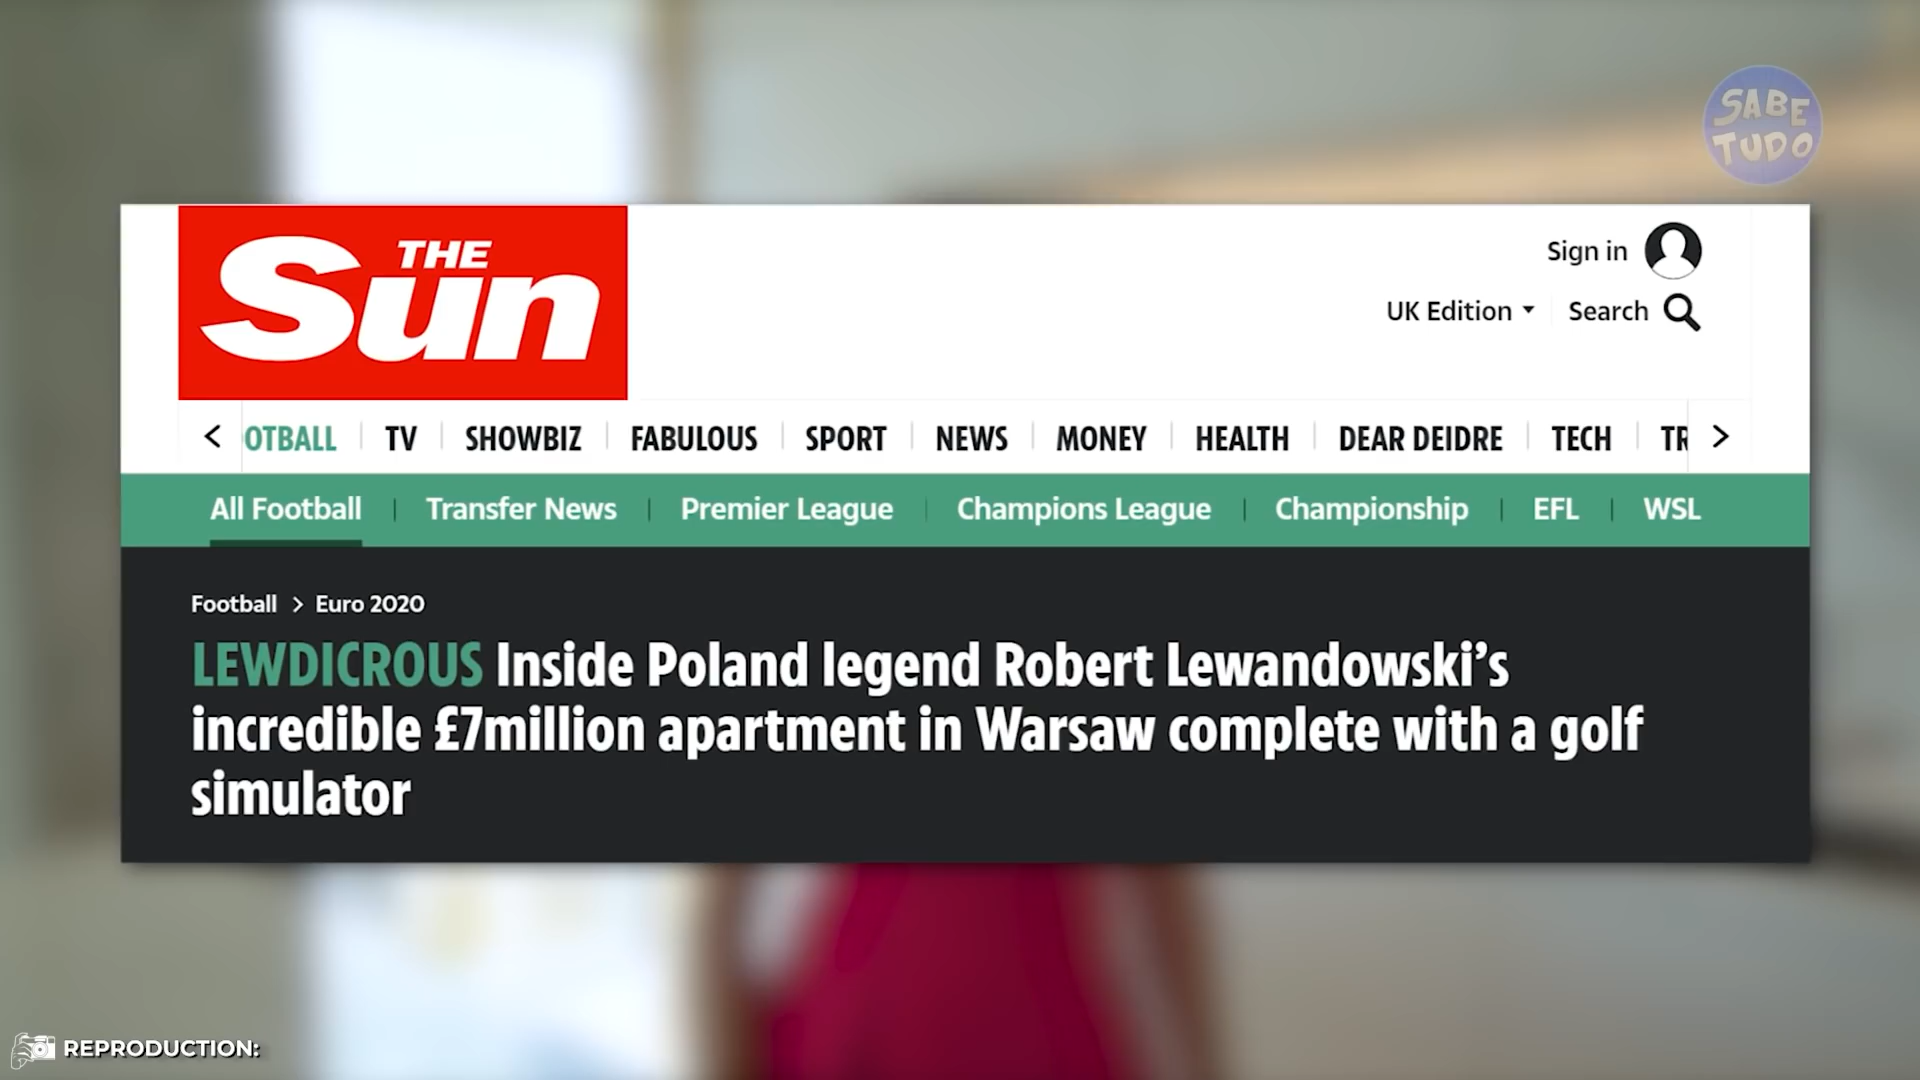 SABE
TUDO
THE
Sun
Sign in
UK Edition
Search
OTBALL
TV
SHOWBIZ
FABULOUS
SPORT
NEWS
MONEY
HEALTH
DEAR DEIDRE
TECH
TR
All Football
Transfer News
Premier League
Champions League
Championship
EFL
WSL
Football > Euro 2020
LEWDICROUS Inside Poland legend Robert Lewandowski's
incredible £7million apartment in Warsaw complete with a golf
simulator
REPRODUCTION: